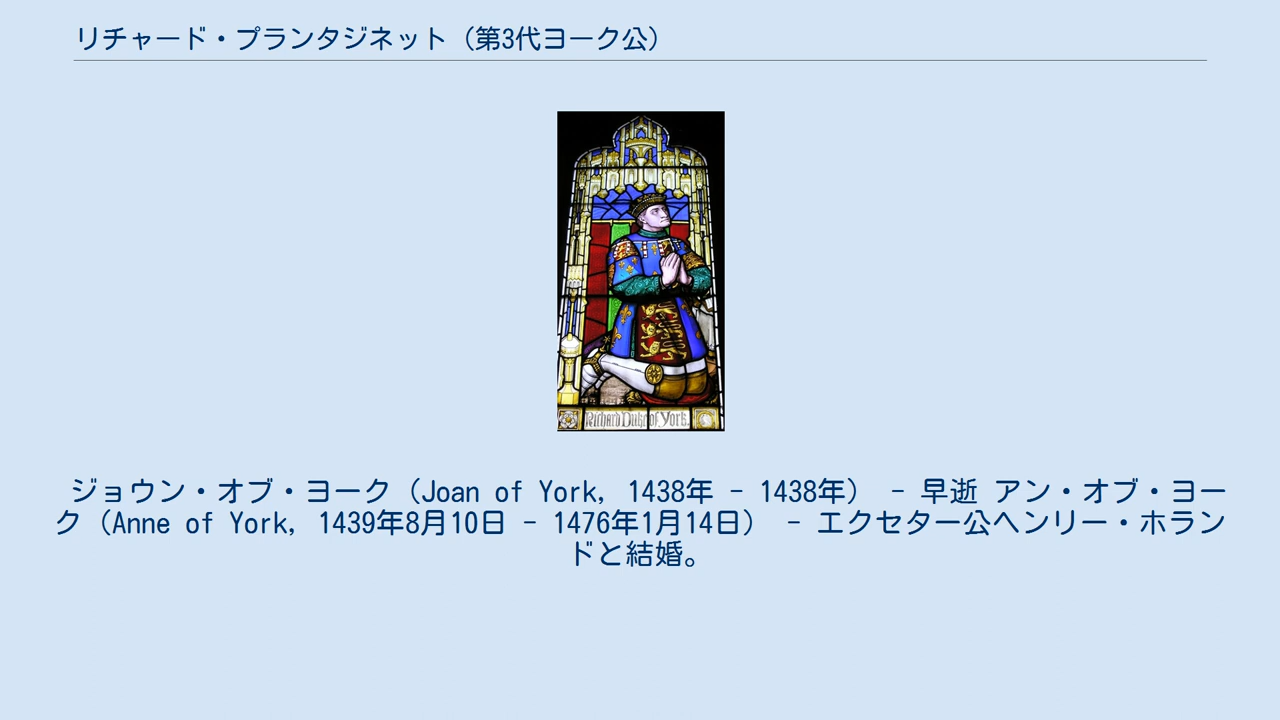 リチャード・プランタジネット（第3代ヨーク公）
Richard Duke of York.
ジョウン・オブ・ヨーク（Joan of York, 1438年 - 1438年） - 早逝 アン・オブ・ヨー
ク（Anne of York, 1439年8月10日 - 1476年1月14日） - エクセター公ヘンリー・ホラン
ドと結婚。